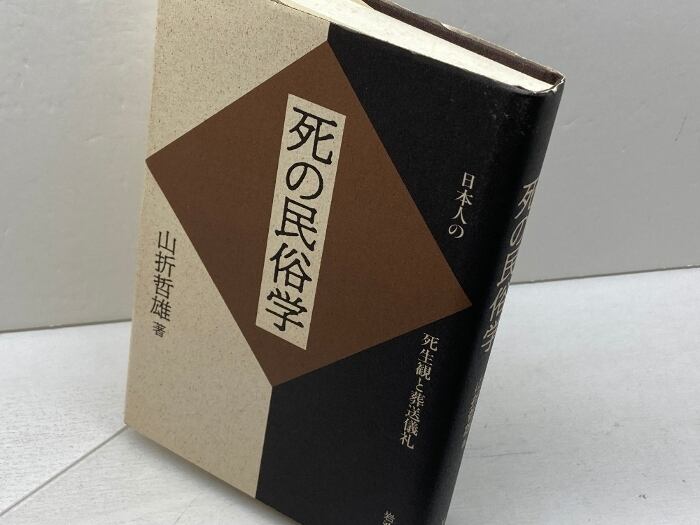 死の民俗学
日本人の
死生観と葬送儀礼
山折哲雄 著
死の民俗学